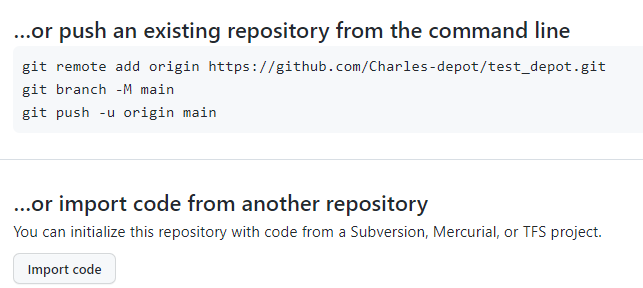 ...or push an existing repository from the command line
git remote add origin https://github.com/Charles-depot/test_depot.git
git branch -M main
git push -u origin main
...or import code from another repository
You can initialize this repository with code from a Subversion, Mercurial, or TFS project.
Import code